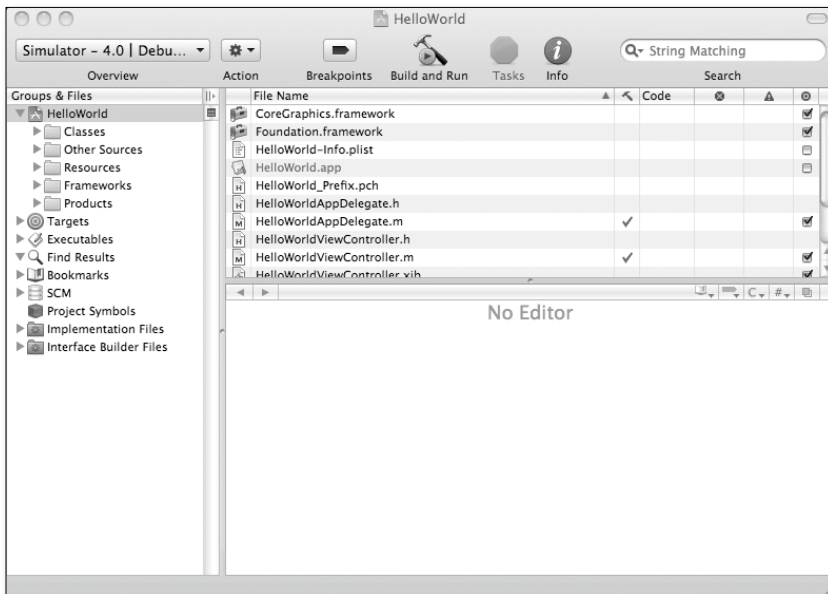 HelloWorld
Simulator – 4.0 | Debu...
String Matching
Overview
Action
Breakpoints
Build and Run
Tasks
Info
Search
Groups & Files
HelloWorld
Classes
Other Sources
Resources
Frameworks
Products
Targets
Executables
Find Results
Bookmarks
SCM
Project Symbols
Implementation Files
Interface Builder Files
File Name
Code
CoreGraphics.framework
Foundation.framework
HelloWorld-Info.plist
HelloWorld.app
HelloWorld_Prefix.pch
HelloWorldAppDelegate.h
HelloWorldAppDelegate.m
HelloWorldViewController.h
HelloWorldViewController.m
HelloWorldViewController.xib
C
#
No Editor